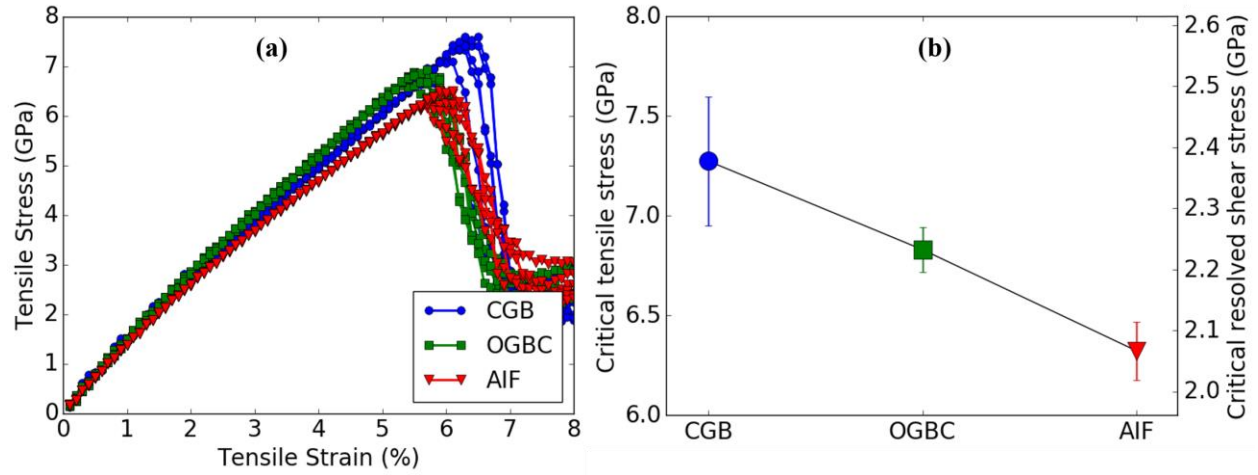 (a)
Tensile Stress (GPa)
8
7
6
5
4
3
2
1
0
0 1 2 3 4 5 6 7 8
Tensile Strain (%)
CGB
OGBC
AIF
(b)
Critical tensile stress (GPa)
8.0
7.5
7.0
6.5
6.0
CGB OGBC AIF
2.6
2.5
2.4
2.3
2.2
2.1
2.0
Critical resolved shear stress (GPa)